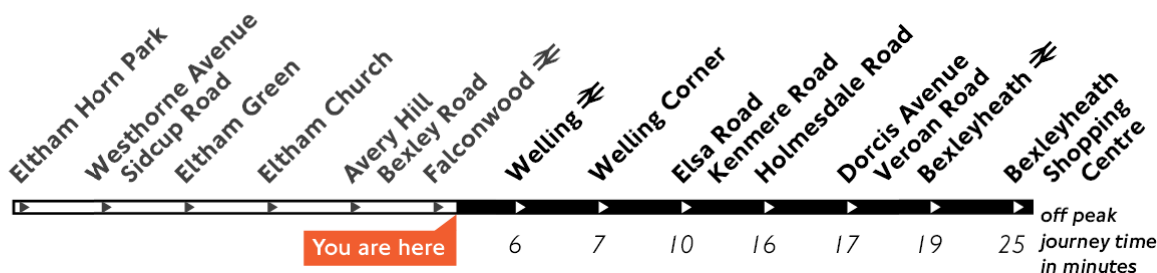 Eltham Horn Park
Westhorne Avenue
Sidcup Road
Eltham Green
Eltham Church
Avery Hill
Bexley Road
Falconwood
Welling
Welling Corner
Elsa Road
Kenmere Road
Holmesdale Road
Dorcis Avenue
Veroan Road
Bexleyheath
Bexleyheath
Shopping
Centre
You are here
6 7 10 16 17 19 25
off peak
journey time
in minutes